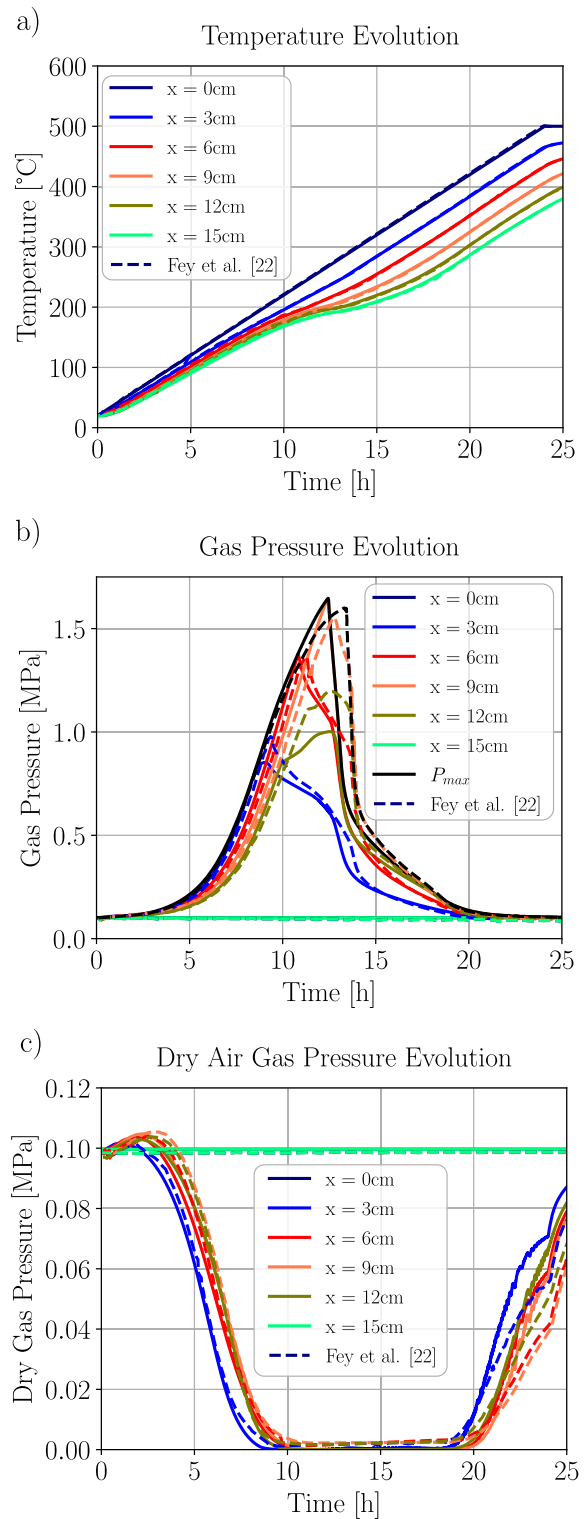 a)
Temperature Evolution
600
500
400
300
200
100
0
Temperature [°C]
x = 0cm
x = 3cm
x = 6cm
x = 9cm
x = 12cm
x = 15cm
Fey et al. [22]
0 5 10 15 20 25
Time [h]
b)
Gas Pressure Evolution
1.5
1.0
0.5
0.0
Gas Pressure [MPa]
x = 0cm
x = 3cm
x = 6cm
x = 9cm
x = 12cm
x = 15cm
P_max
Fey et al. [22]
0 5 10 15 20 25
Time [h]
c)
Dry Air Gas Pressure Evolution
0.12
0.10
0.08
0.06
0.04
0.02
0.00
Dry Gas Pressure [MPa]
x = 0cm
x = 3cm
x = 6cm
x = 9cm
x = 12cm
x = 15cm
Fey et al. [22]
0 5 10 15 20 25
Time [h]